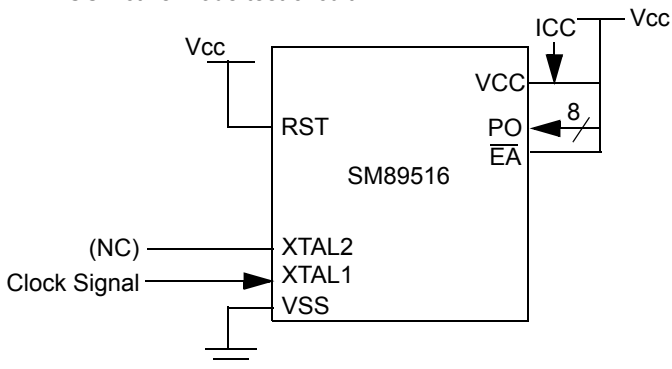 Vcc
ICC
Vcc
VCC
RST
8
PO
EA
SM89516
(NC)
XTAL2
Clock Signal
XTAL1
VSS